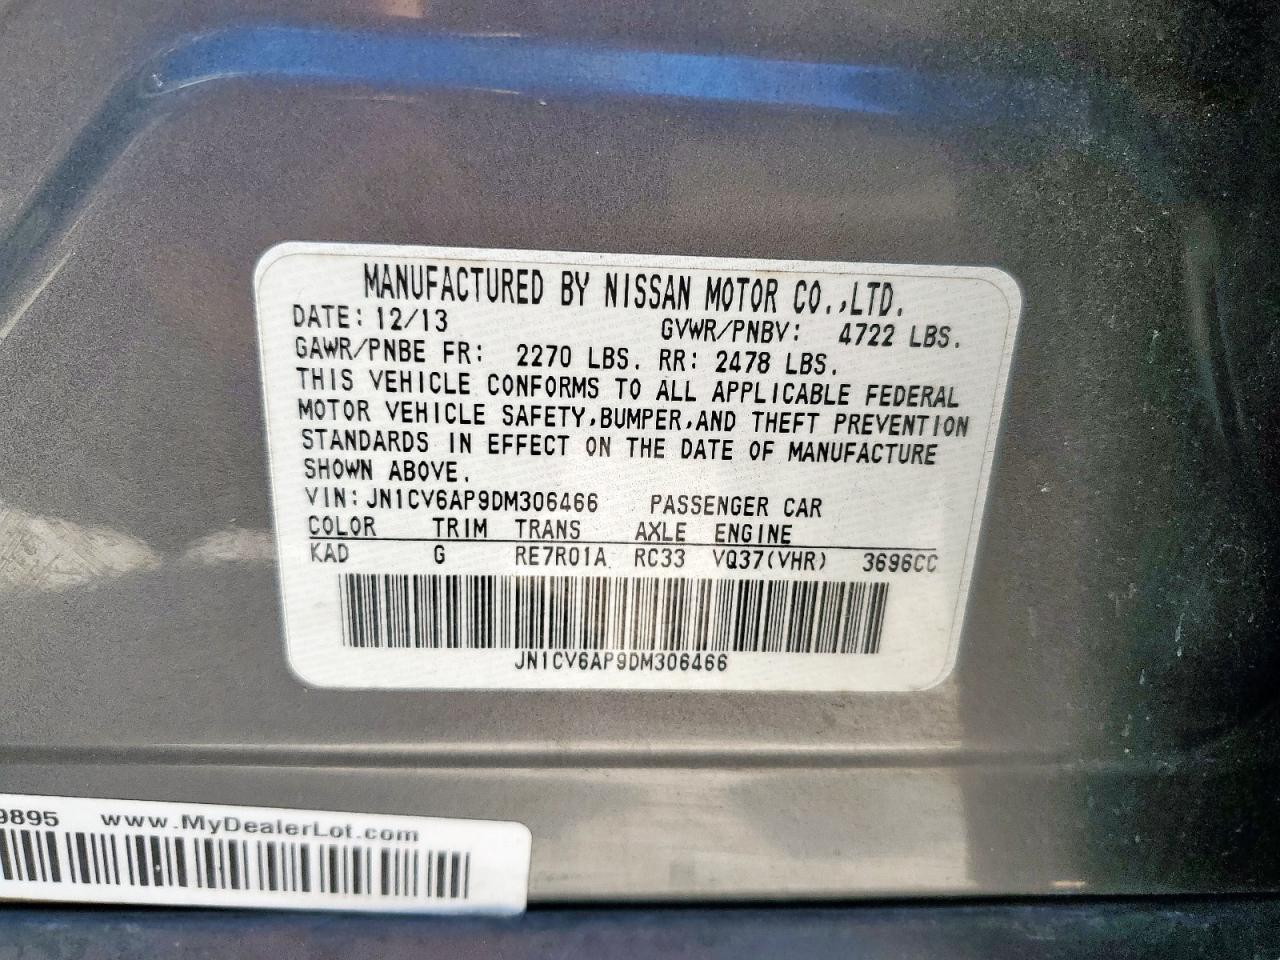 MANUFACTURED BY NISSAN MOTOR CO.,LTD.
DATE: 12/13 GVWR/PNBV: 4722 LBS.
GAWR/PNBE FR: 2270 LBS. RR: 2478 LBS.
THIS VEHICLE CONFORMS TO ALL APPLICABLE FEDERAL
MOTOR VEHICLE SAFETY,BUMPER,AND THEFT PREVENTION
STANDARDS IN EFFECT ON THE DATE OF MANUFACTURE
SHOWN ABOVE.
VIN: JN1CV6AP9DM306466 PASSENGER CAR
COLOR TRIM TRANS AXLE ENGINE
KAD G RE7R01A RC33 VQ37(VHR) 3696CC
JN1CV6AP9DM306466
9895 www.MyDealerLot.com